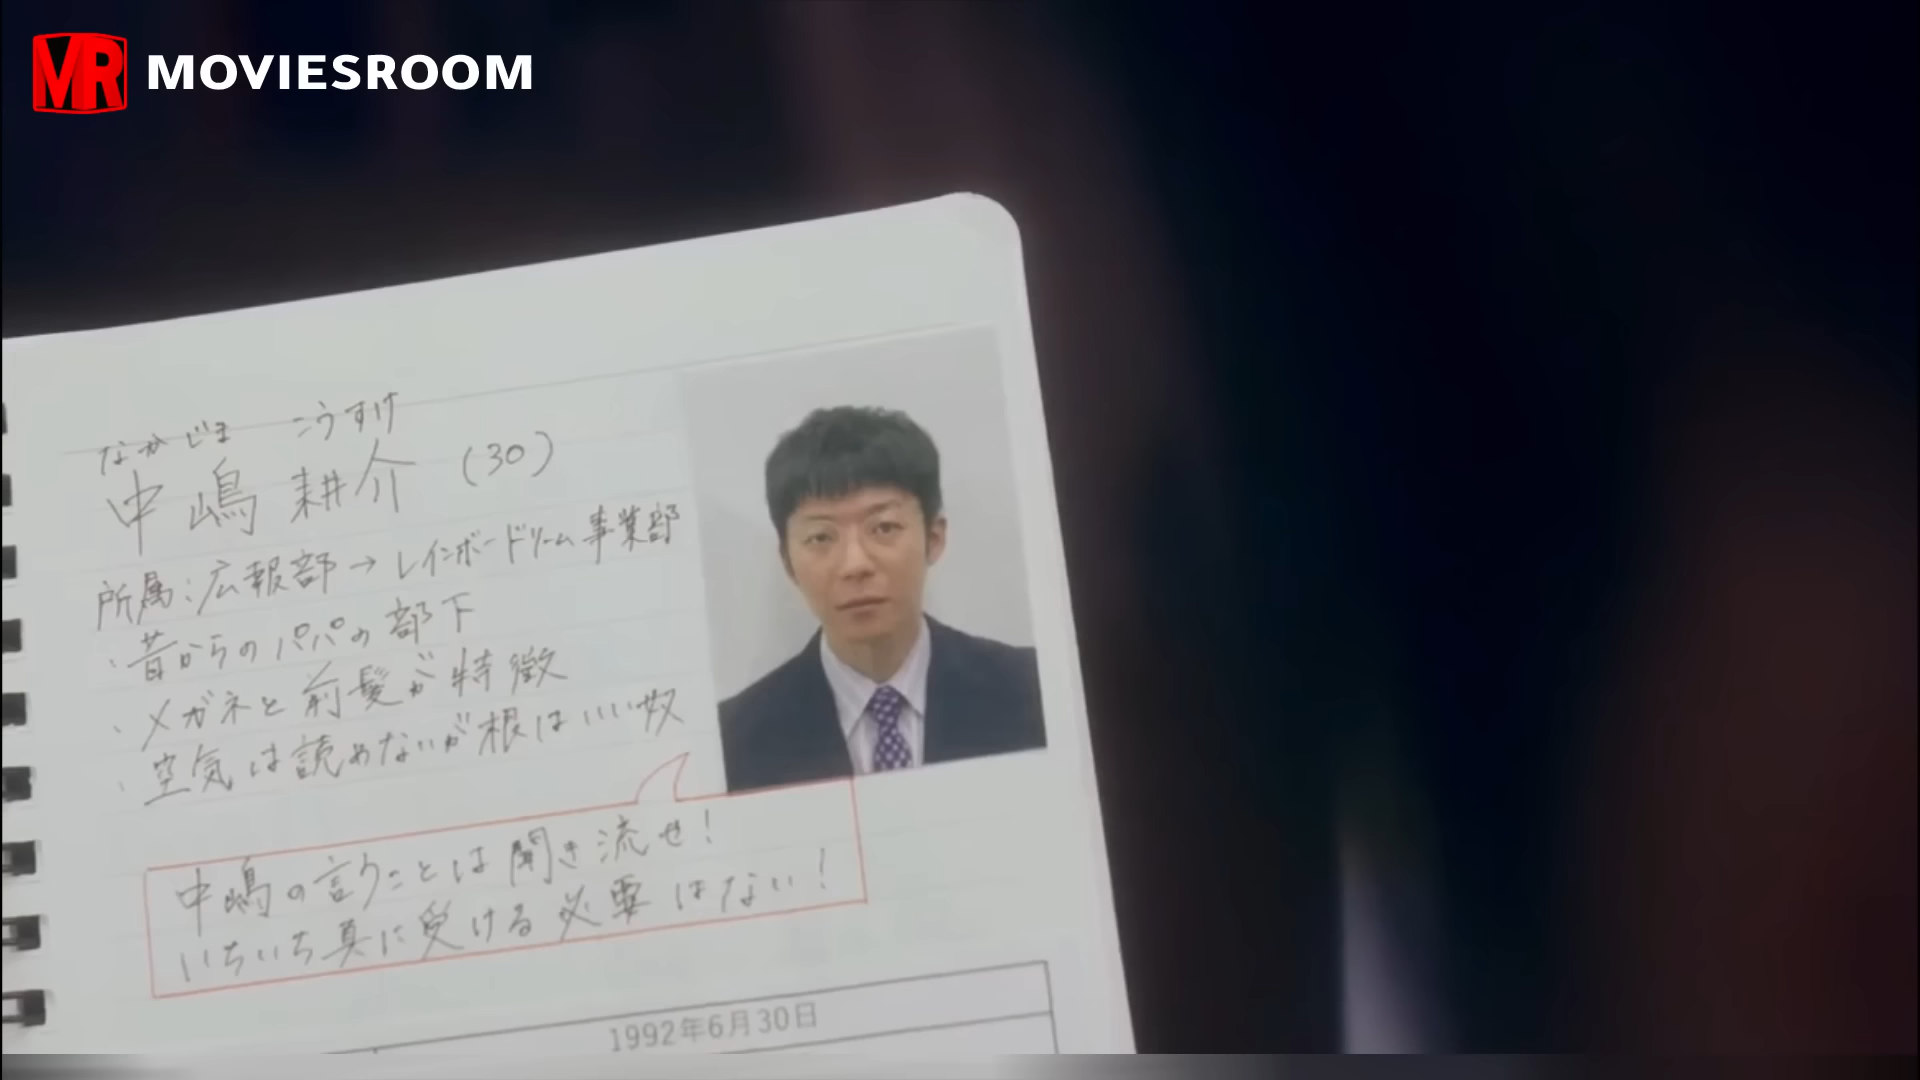 MR MOVIESROOM
なかじま こうすけ
中嶋 耕介 (30)
所属:広報部→レインボードリーム事業部
・昔からのパパの部下
・メガネと前髪が特徴
・空気は読めないが根はいい奴
中嶋の言うことは聞き流せ!
いちいち真に受ける必要はない!
1992年6月30日